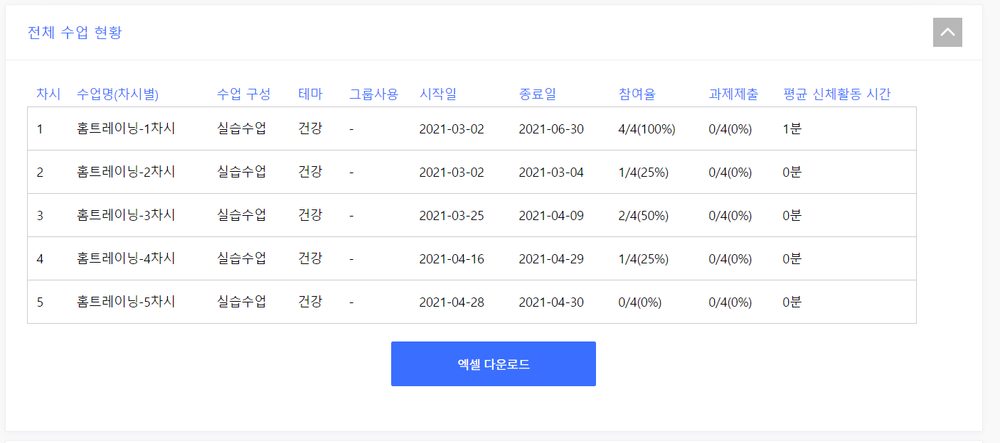 전체 수업 현황
차시 수업명(차시별) 수업 구성 테마 그룹사용 시작일 종료일 참여율 과제제출 평균 신체활동 시간
1 홈트레이닝-1차시 실습수업 건강 - 2021-03-02 2021-06-30 4/4(100%) 0/4(0%) 1분
2 홈트레이닝-2차시 실습수업 건강 - 2021-03-02 2021-03-04 1/4(25%) 0/4(0%) 0분
3 홈트레이닝-3차시 실습수업 건강 - 2021-03-25 2021-04-09 2/4(50%) 0/4(0%) 0분
4 홈트레이닝-4차시 실습수업 건강 - 2021-04-16 2021-04-29 1/4(25%) 0/4(0%) 0분
5 홈트레이닝-5차시 실습수업 건강 - 2021-04-28 2021-04-30 0/4(0%) 0/4(0%) 0분
엑셀 다운로드